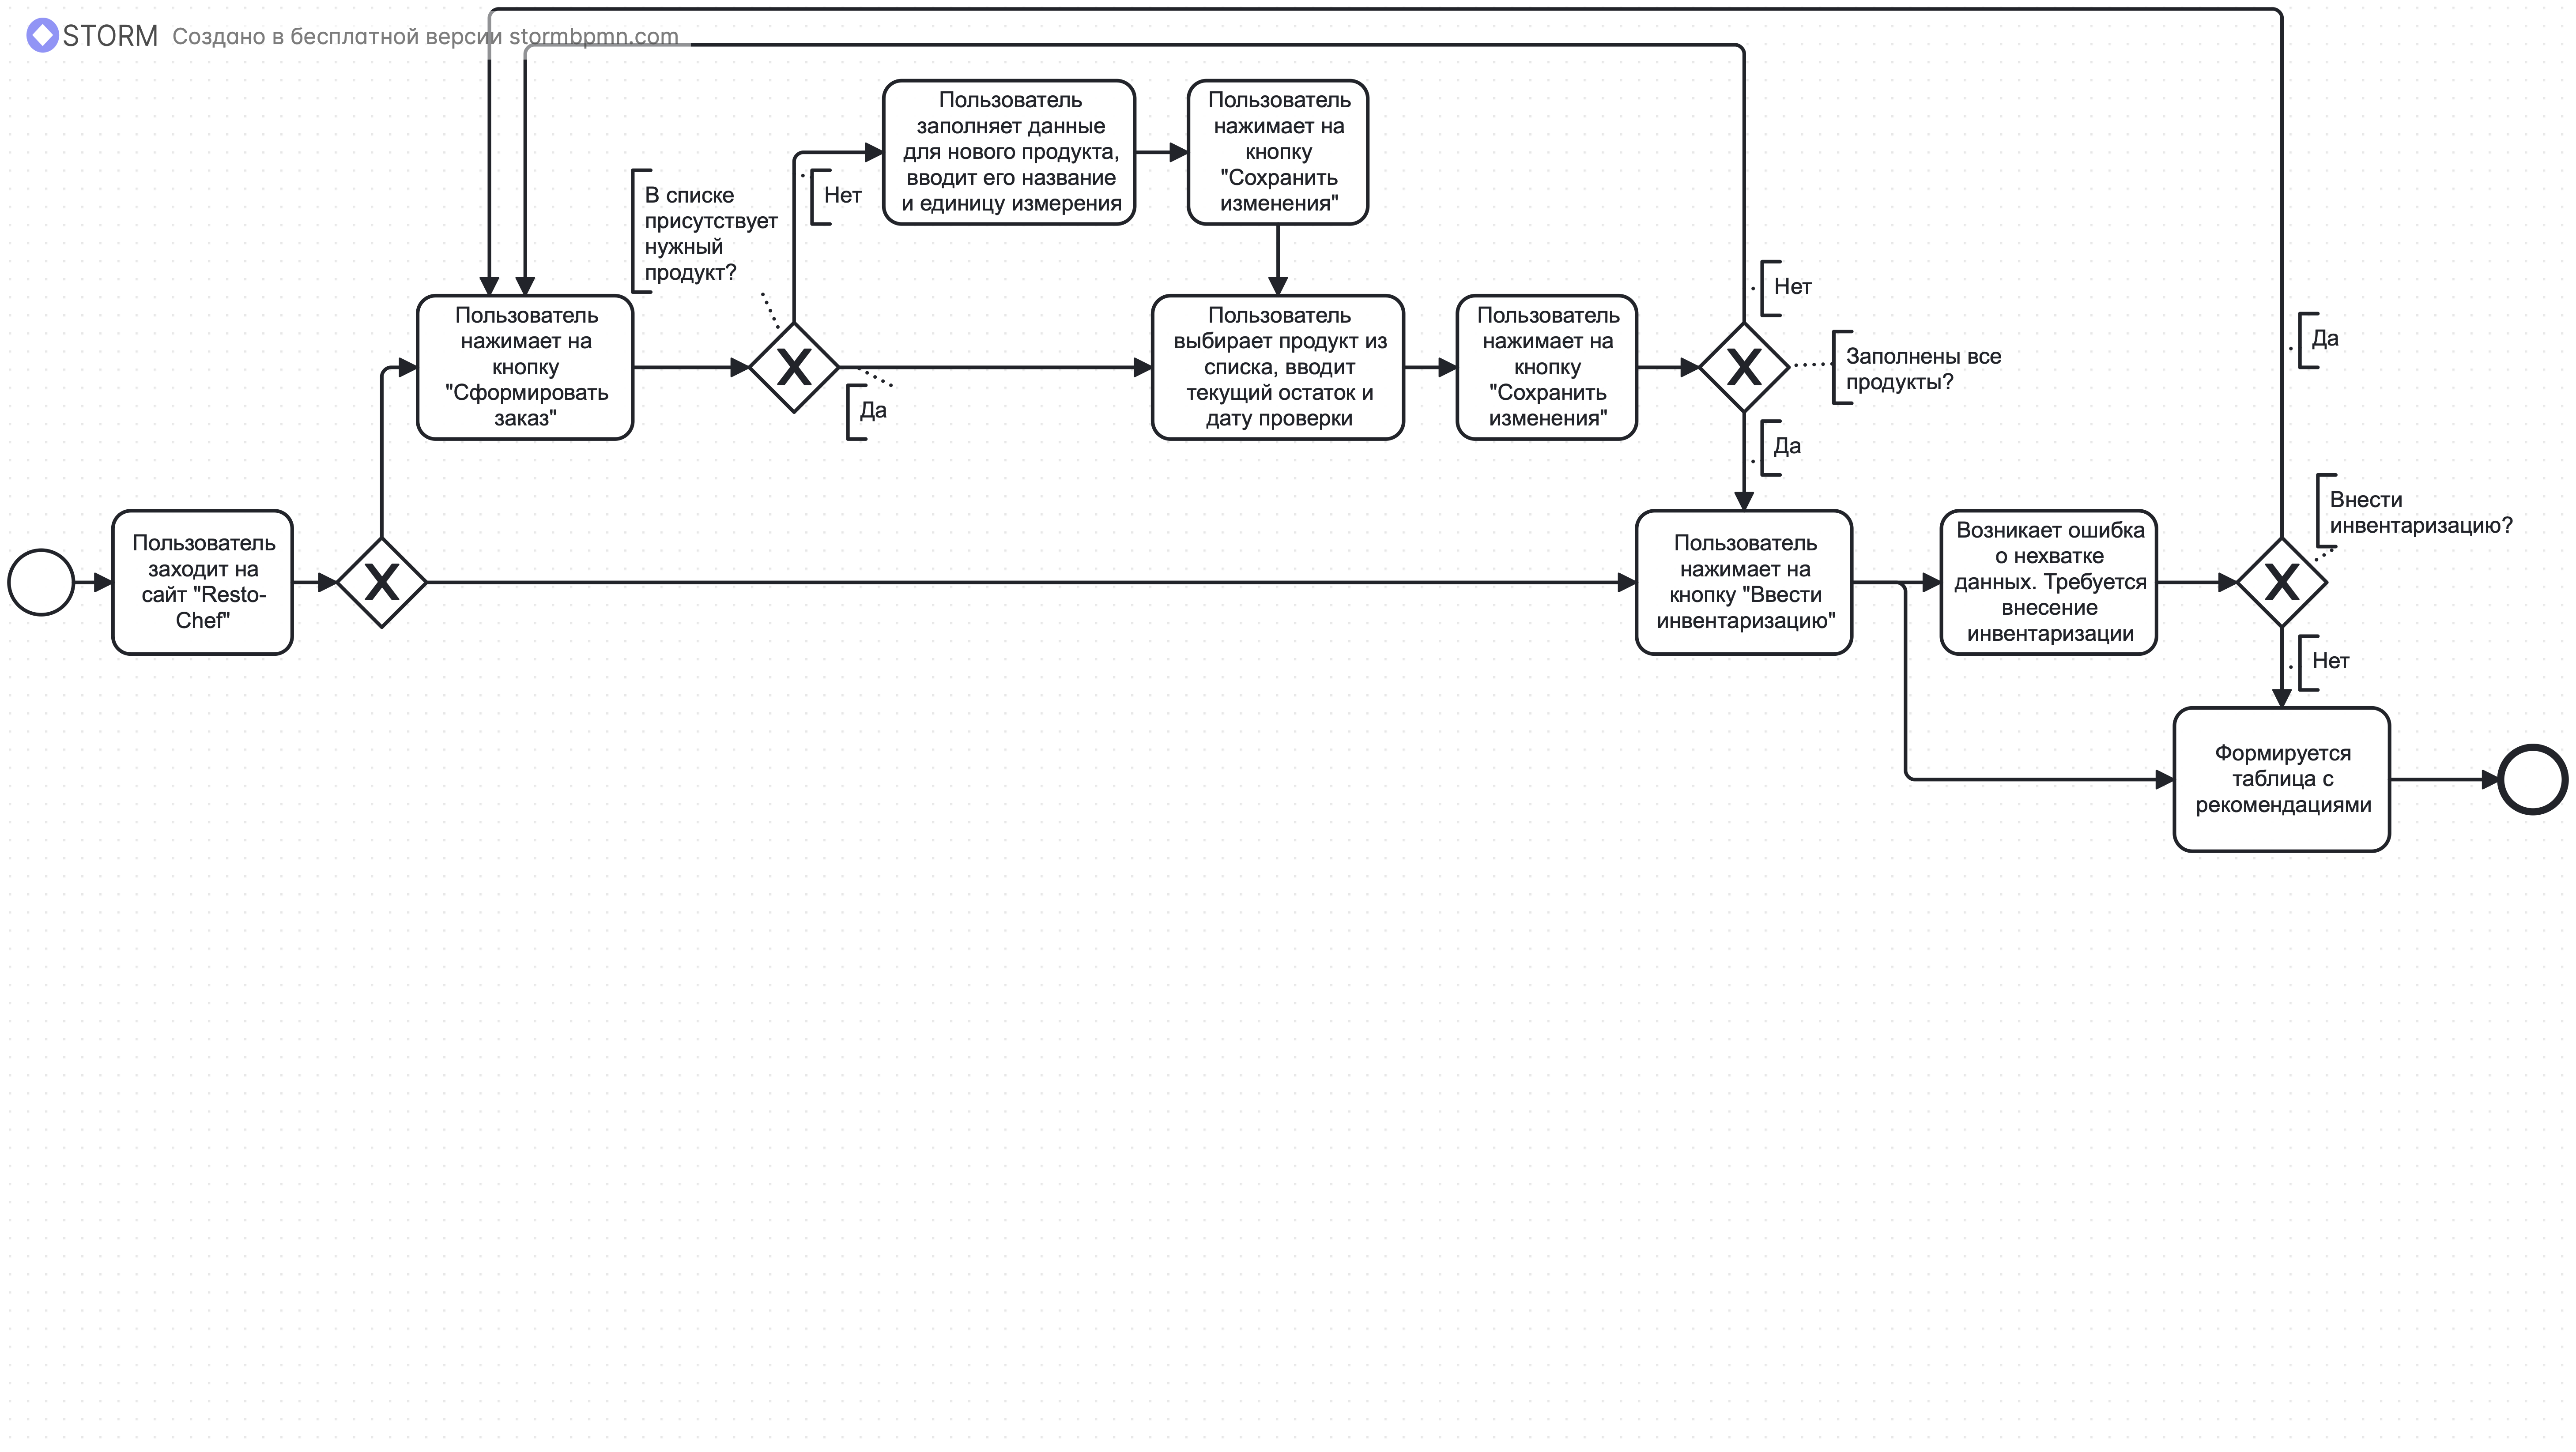 STORM Создано в бесплатной версии stormbpmn.com
Пользователь
заполняет данные
для нового продукта,
вводит его название
и единицу измерения
Пользователь
нажимает на
кнопку
"Сохранить
изменения"
В списке
присутствует
нужный
продукт?
Нет
Пользователь
нажимает на
кнопку
"Сформировать
заказ"
Да
Пользователь
выбирает продукт из
списка, вводит
текущий остаток и
дату проверки
Пользователь
нажимает на
кнопку
"Сохранить
изменения"
Нет
Заполнены все
продукты?
Да
Да
Пользователь
заходит на
сайт "Resto-
Chef"
Пользователь
нажимает на
кнопку "Ввести
инвентаризацию"
Возникает ошибка
о нехватке
данных. Требуется
внесение
инвентаризации
Внести
инвентаризацию?
Нет
Формируется
таблица с
рекомендациями